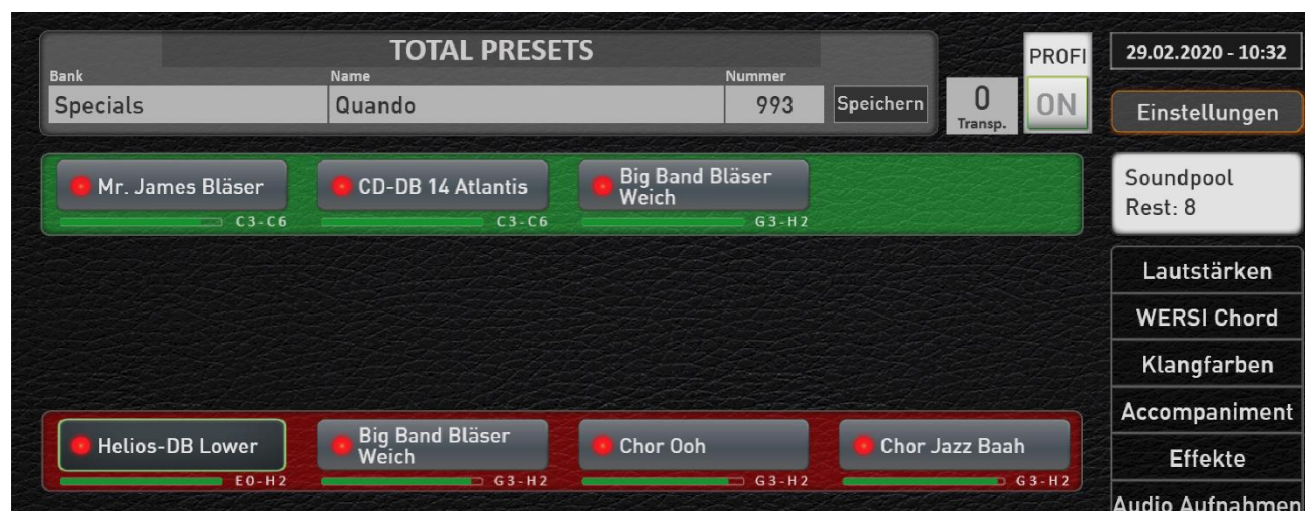 TOTAL PRESETS
Bank Name Nummer
Specials Quando 993 Speichern
0
Transp.
PROFI
ON
29.02.2020 - 10:32
Einstellungen
Mr. James Bläser
C3-C6
CD-DB 14 Atlantis
C3-C6
Big Band Bläser
Weich
G3-H2
Soundpool
Rest: 8
Lautstärken
WERSI Chord
Klangfarben
Accompaniment
Effekte
Audio Aufnahmen
Helios-DB Lower
E0-H2
Big Band Bläser
Weich
G3-H2
Chor Ooh
G3-H2
Chor Jazz Baah
G3-H2